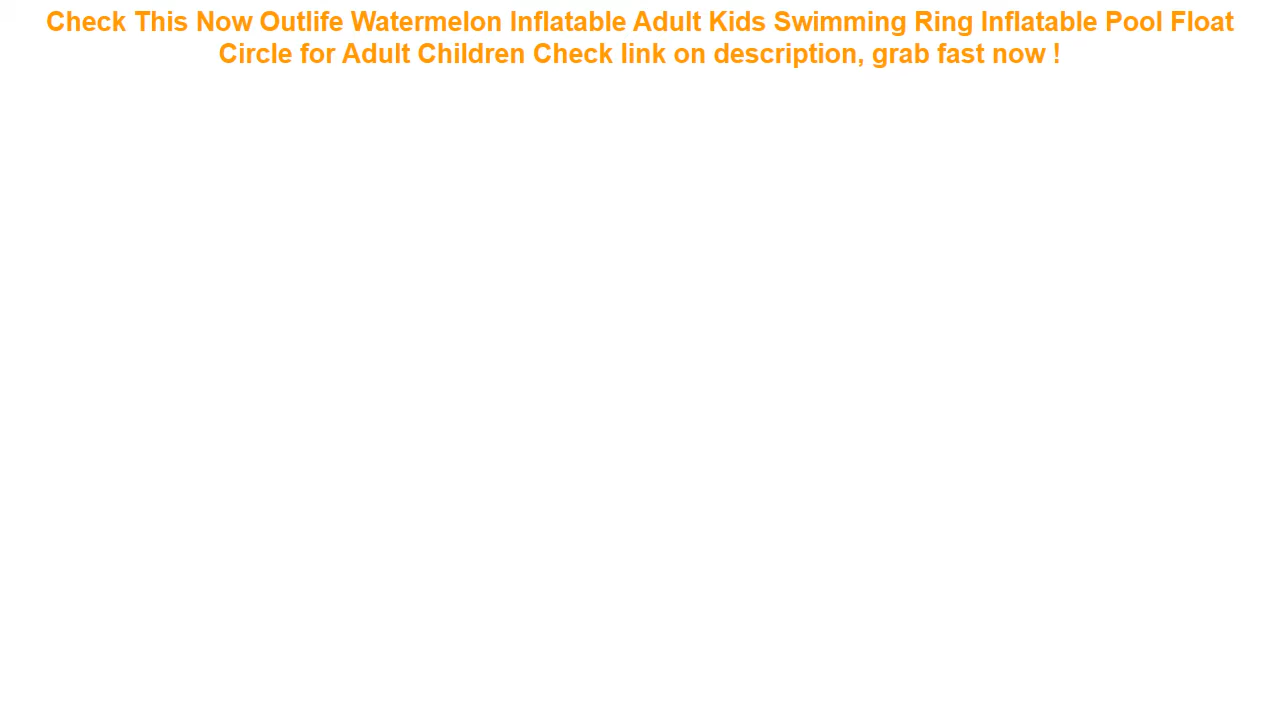 Check This Now Outlife Watermelon Inflatable Adult Kids Swimming Ring Inflatable Pool Float
Circle for Adult Children Check link on description, grab fast now !